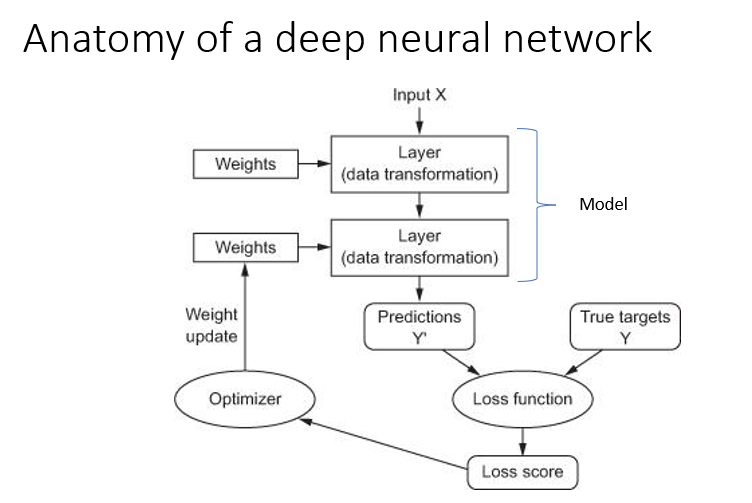 Anatomy of a deep neural network
Input X
Weights
Layer
(data transformation)
Model
Weights
Layer
(data transformation)
Weight
update
Predictions
Y'
True targets
Y
Optimizer
Loss function
Loss score